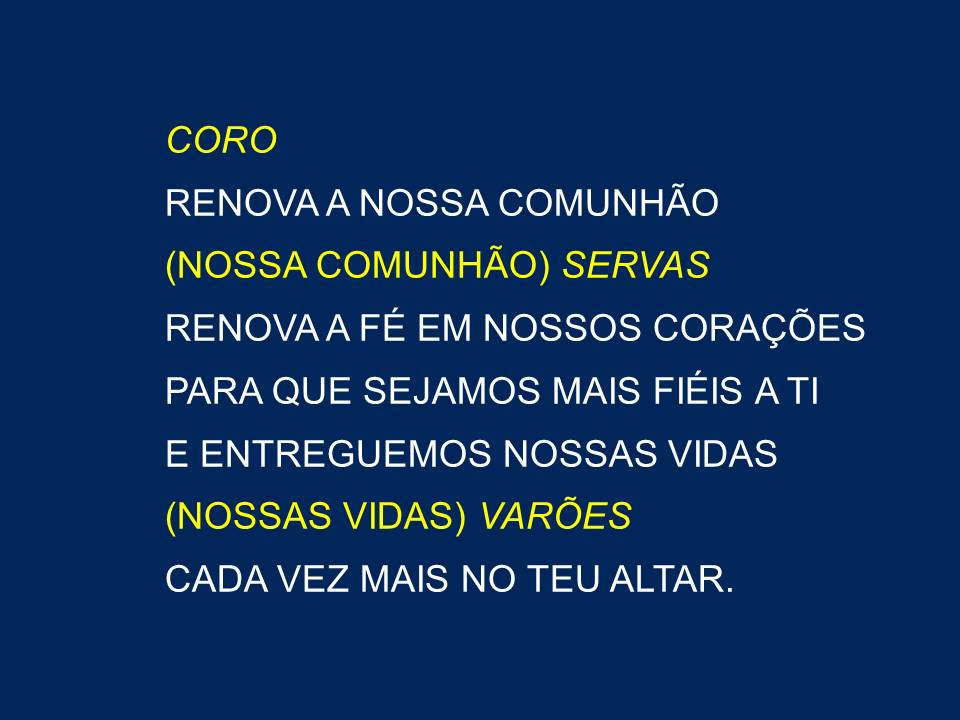 CORO
RENOVA A NOSSA COMUNHÃO
(NOSSA COMUNHÃO) SERVAS
RENOVA A FÉ EM NOSSOS CORAÇÕES
PARA QUE SEJAMOS MAIS FIÉIS A TI
E ENTREGUEMOS NOSSAS VIDAS
(NOSSAS VIDAS) VARÕES
CADA VEZ MAIS NO TEU ALTAR.